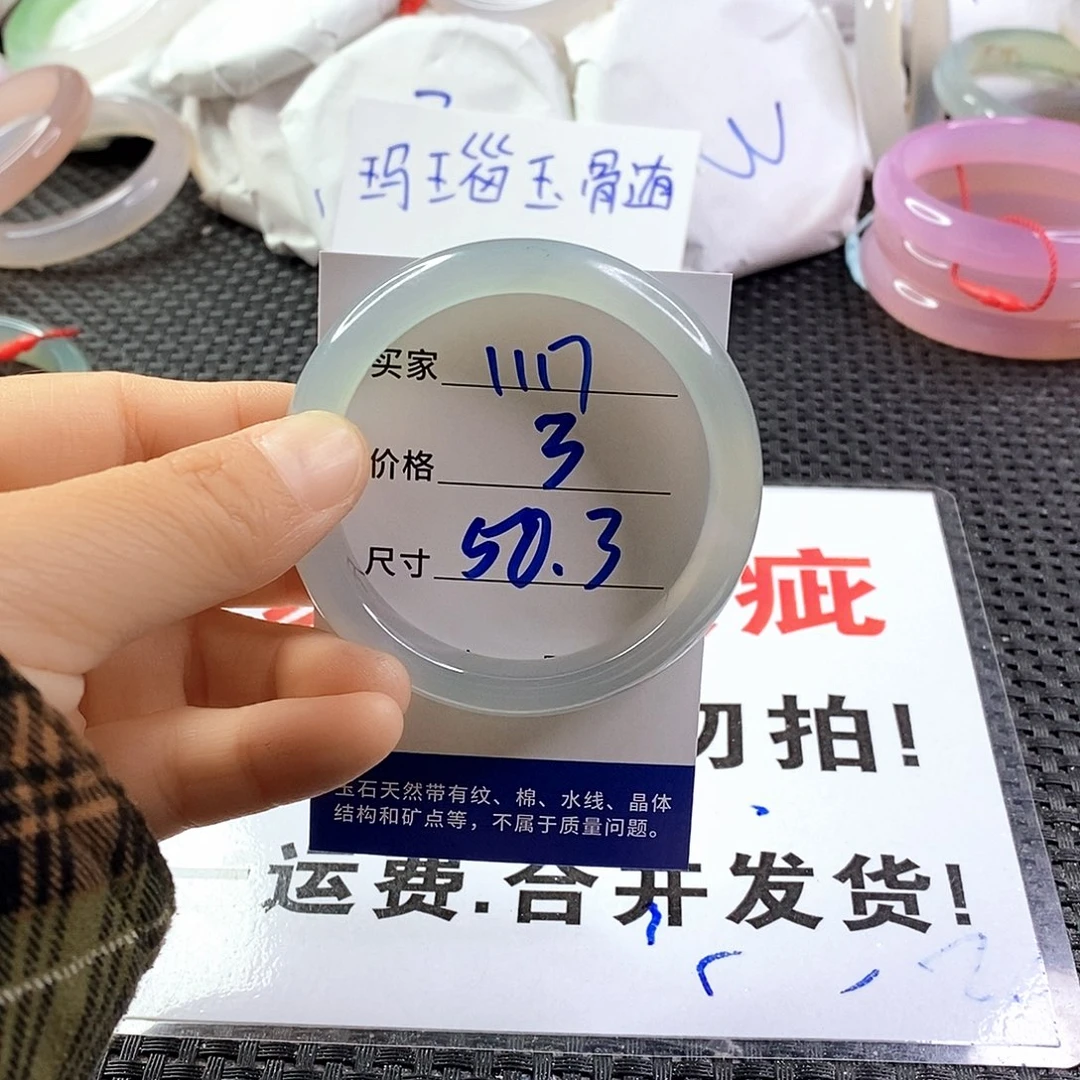 玛瑙玉骨髓
买家 1117
价格 3
尺寸 50.3
玉石天然带有纹、棉、水线、晶体
结构和矿点等，不属于质量问题。
疵
勿拍!
运费.合并发货!